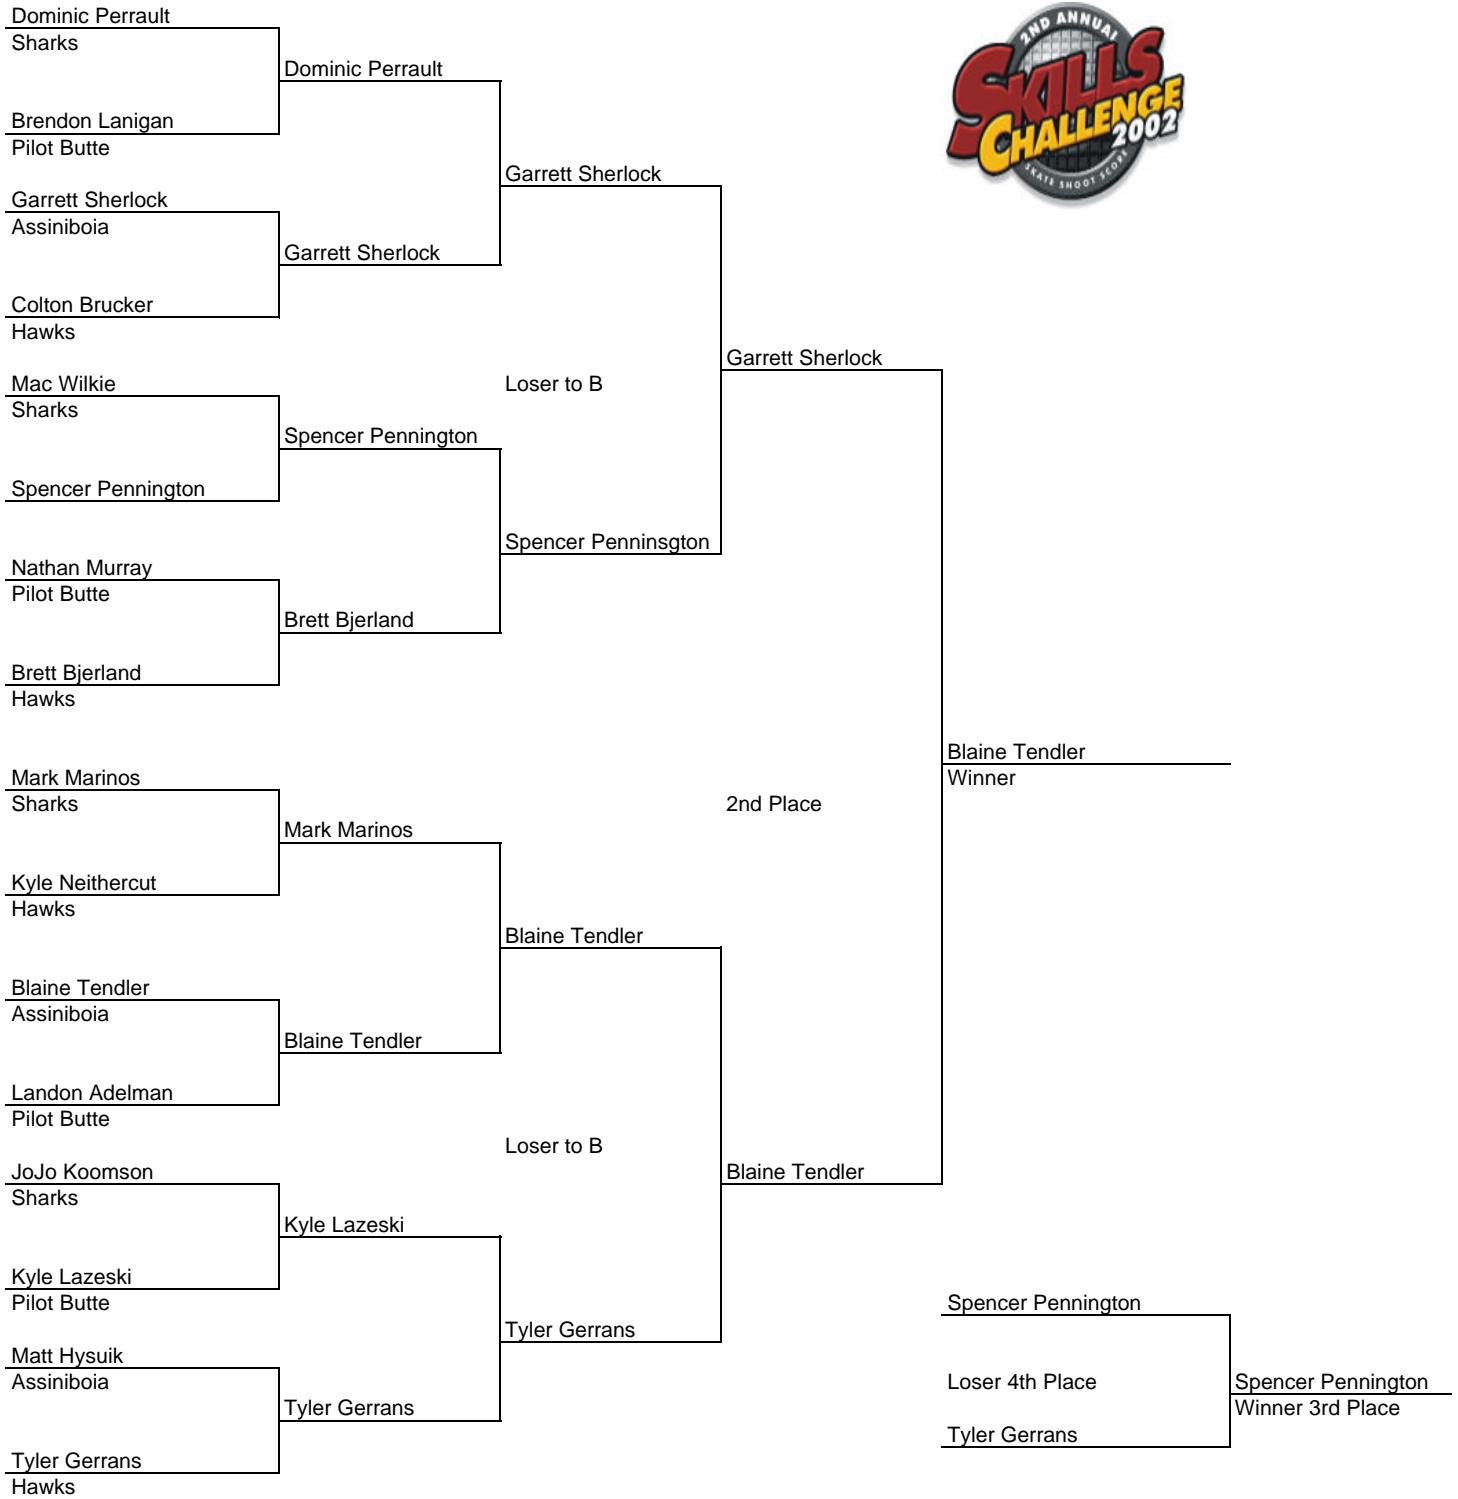 Dominic Perrault
Sharks
Dominic Perrault
Brendon Lanigan
Pilot Butte
Garrett Sherlock
Garrett Sherlock
Assiniboia
Garrett Sherlock
Colton Brucker
Hawks
Garrett Sherlock
Mac Wilkie
Loser to B
Sharks
Spencer Pennington
Spencer Pennington
Spencer Penninsgton
Nathan Murray
Pilot Butte
Brett Bjerland
Brett Bjerland
Hawks
Blaine Tendler
Winner
Mark Marinos
Sharks
2nd Place
Mark Marinos
Kyle Neithercut
Hawks
Blaine Tendler
Blaine Tendler
Assiniboia
Blaine Tendler
Landon Adelman
Pilot Butte
Loser to B
JoJo Koomson
Blaine Tendler
Sharks
Kyle Lazeski
Kyle Lazeski
Pilot Butte
Spencer Pennington
Tyler Gerrans
Matt Hysuik
Assiniboia
Loser 4th Place
Spencer Pennington
Winner 3rd Place
Tyler Gerrans
Tyler Gerrans
Tyler Gerrans
Hawks
2ND ANNUAL
SKILLS
CHALLENGE
2002
SKATE SHOOT SCORE